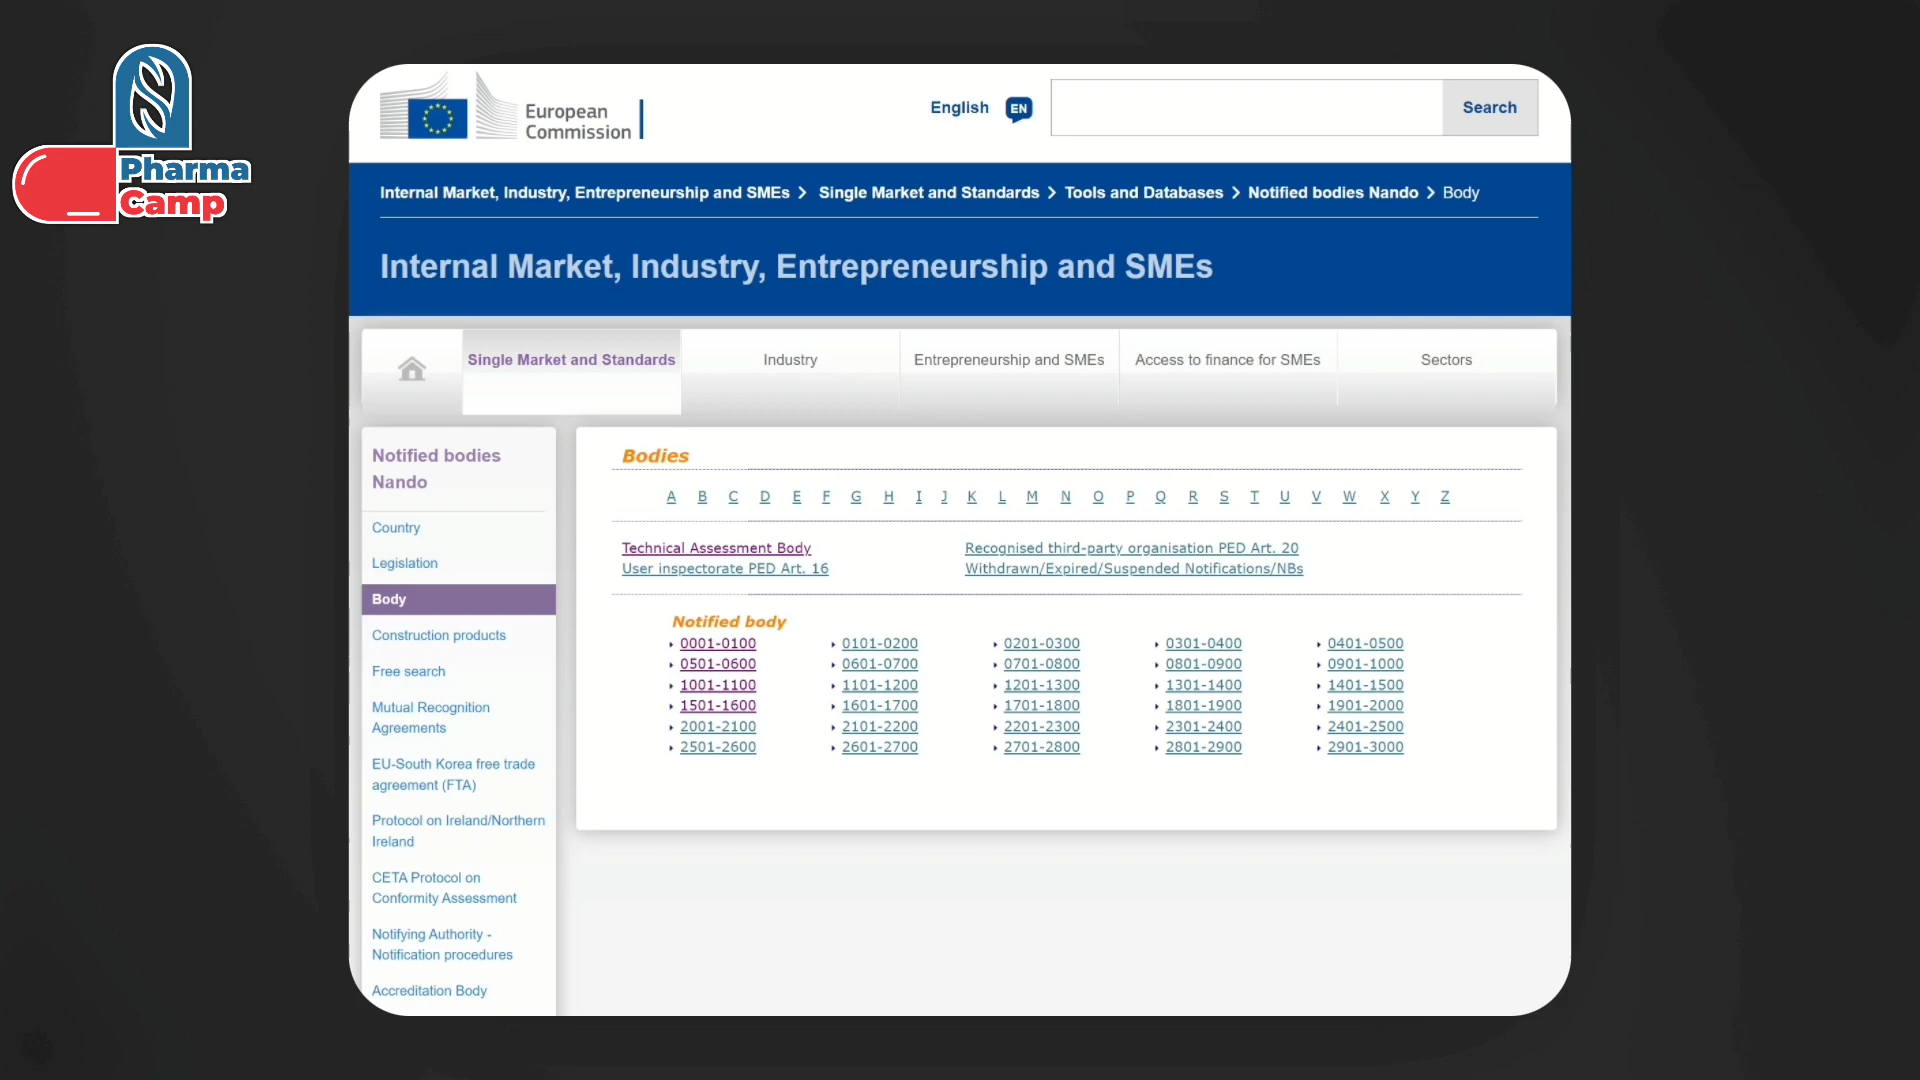 Pharma
Camp
European
Commission
English EN Search
Internal Market, Industry, Entrepreneurship and SMEs > Single Market and Standards > Tools and Databases > Notified bodies Nando > Body
Internal Market, Industry, Entrepreneurship and SMEs
Single Market and Standards Industry Entrepreneurship and SMEs Access to finance for SMEs Sectors
Notified bodies
Nando
Country
Legislation
Body
Construction products
Free search
Mutual Recognition
Agreements
EU-South Korea free trade
agreement (FTA)
Protocol on Ireland/Northern
Ireland
CETA Protocol on
Conformity Assessment
Notifying Authority -
Notification procedures
Accreditation Body
Bodies
A B C D E F G H I J K L M N O P Q R S T U V W X Y Z
Technical Assessment Body Recognised third-party organisation PED Art. 20
User inspectorate PED Art. 16 Withdrawn/Expired/Suspended Notifications/NBs
Notified body
0001-0100 0101-0200 0201-0300 0301-0400 0401-0500
0501-0600 0601-0700 0701-0800 0801-0900 0901-1000
1001-1100 1101-1200 1201-1300 1301-1400 1401-1500
1501-1600 1601-1700 1701-1800 1801-1900 1901-2000
2001-2100 2101-2200 2201-2300 2301-2400 2401-2500
2501-2600 2601-2700 2701-2800 2801-2900 2901-3000